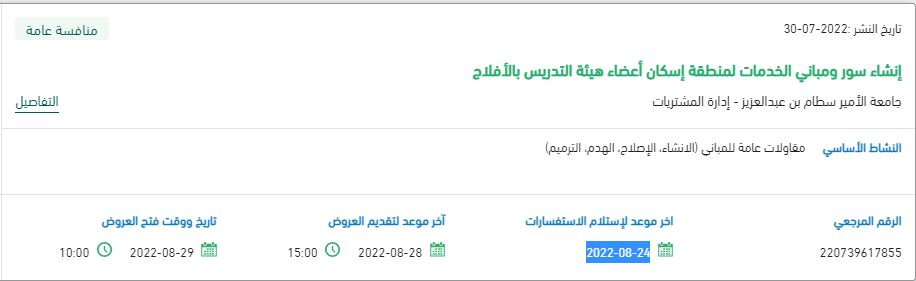 تاريخ النشر :2022-07-30
منافسة عامة
إنشاء سور ومباني الخدمات لمنطقة إسكان أعضاء هيئة التدريس بالأفلاج
جامعة الأمير سطام بن عبدالعزيز - إدارة المشتريات
التفاصيل
النشاط الأساسي مقاولات عامة للمباني (الانشاء، الإصلاح، الهدم، الترميم)
الرقم المرجعي اخر موعد لإستلام الاستفسارات آخر موعد لتقديم العروض تاريخ ووقت فتح العروض
220739617855 2022-08-24 2022-08-28 15:00 2022-08-29 10:00